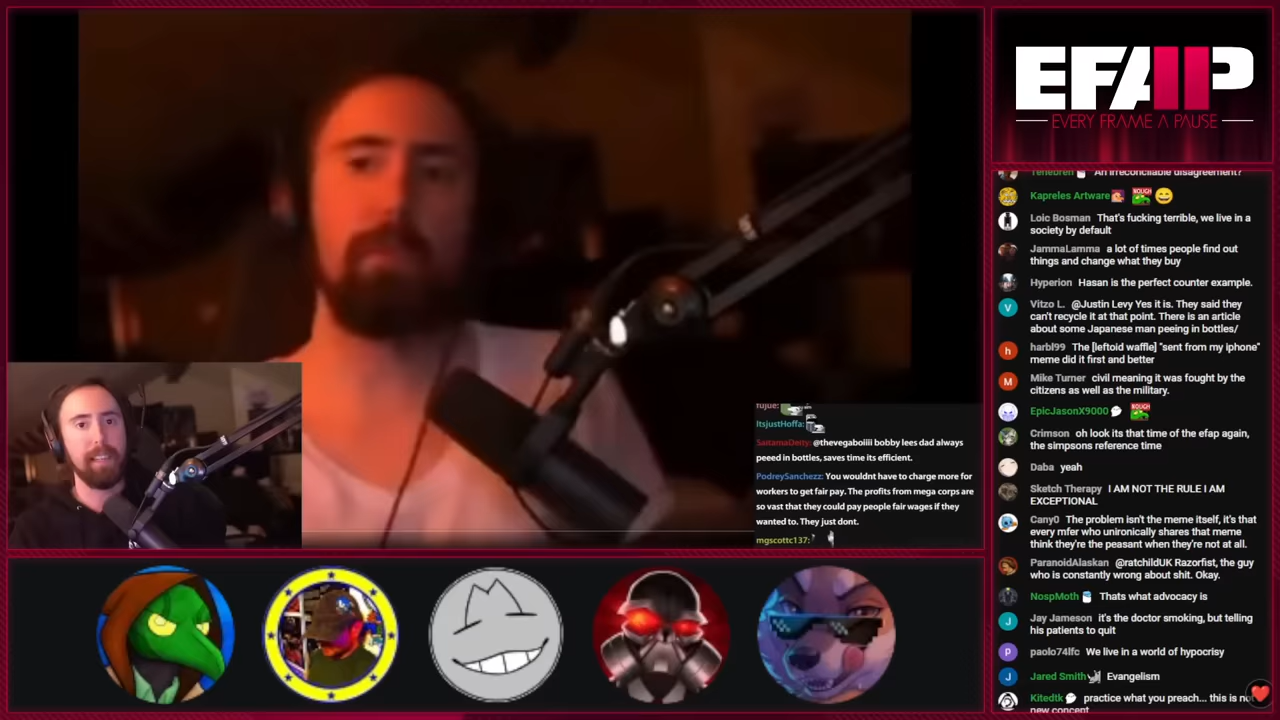 EFAP
EVERY FRAME A PAUSE
Tenebren An irreconcilable disagreement?
Kapreles Artware
Loic Bosman That's fucking terrible, we live in a
society by default
JammaLamma a lot of times people find out
things and change what they buy
Hyperion Hasan is the perfect counter example.
V
Vitzo L. @Justin Levy Yes it is. They said they
can't recycle it at that point. There is an article
about some Japanese man peeing in bottles/
h
harbl99 The [leftoid waffle] "sent from my iphone"
meme did it first and better
M
Mike Turner civil meaning it was fought by the
citizens as well as the military.
EpicJasonX9000
Crimson oh look its that time of the efap again,
the simpsons reference time
Daba yeah
Sketch Therapy I AM NOT THE RULE I AM
EXCEPTIONAL
Cany0 The problem isn't the meme itself, it's that
every mfer who unironically shares that meme
think they're the peasant when they're not at all.
ParanoidAlaskan @ratchildUK Razorfist, the guy
who is constantly wrong about shit. Okay.
NospMoth Thats what advocacy is
J
Jay Jameson it's the doctor smoking, but telling
his patients to quit
P
paolo74lfc We live in a world of hypocrisy
J
Jared Smith Evangelism
Kitedtk practice what you preach... this is not
new concept
fujue:
ItsjustHoffa:
SaitamaDeity: @thevegaboiiii bobby lees dad always
peeed in bottles, saves time its efficient.
PodreySanchezz: You wouldnt have to charge more for
workers to get fair pay. The profits from mega corps are
so vast that they could pay people fair wages if they
wanted to. They just dont.
mgscottc137: